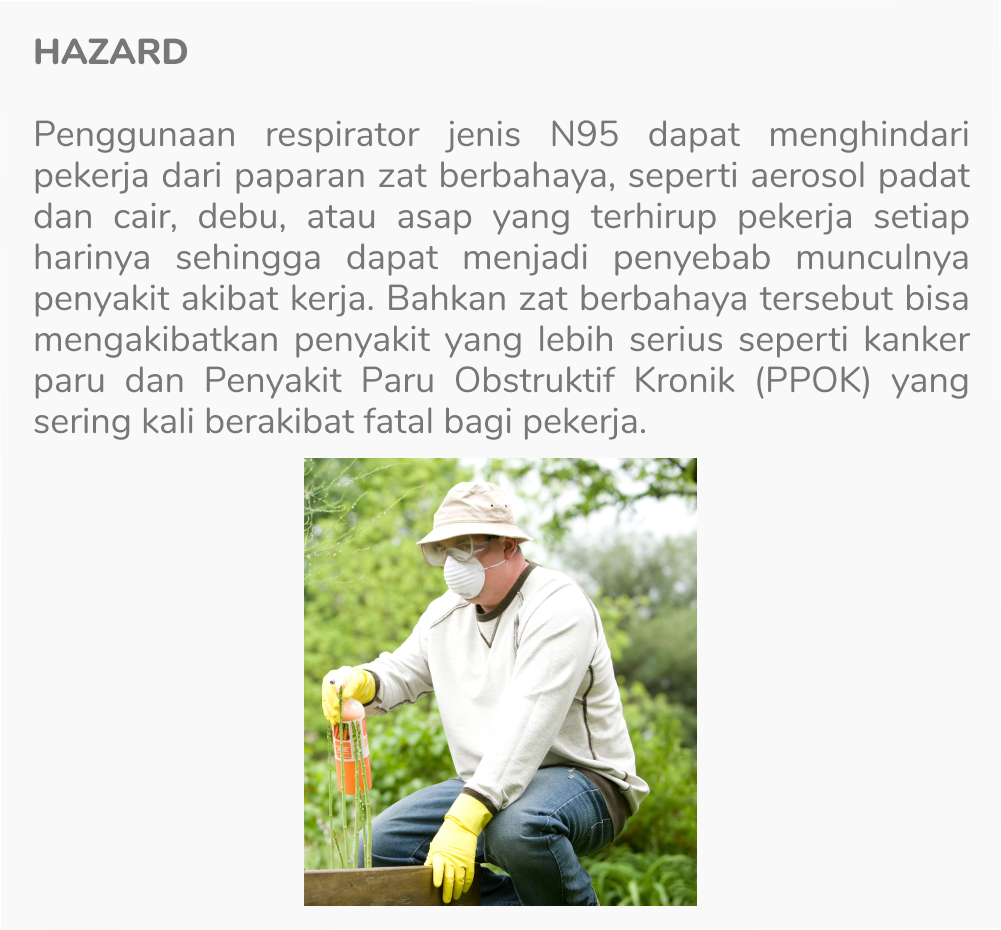 HAZARD
Penggunaan respirator jenis N95 dapat menghindari
pekerja dari paparan zat berbahaya, seperti aerosol padat
dan cair, debu, atau asap yang terhirup pekerja setiap
harinya sehingga dapat menjadi penyebab munculnya
penyakit akibat kerja. Bahkan zat berbahaya tersebut bisa
mengakibatkan penyakit yang lebih serius seperti kanker
paru dan Penyakit Paru Obstruktif Kronik (PPOK) yang
sering kali berakibat fatal bagi pekerja.